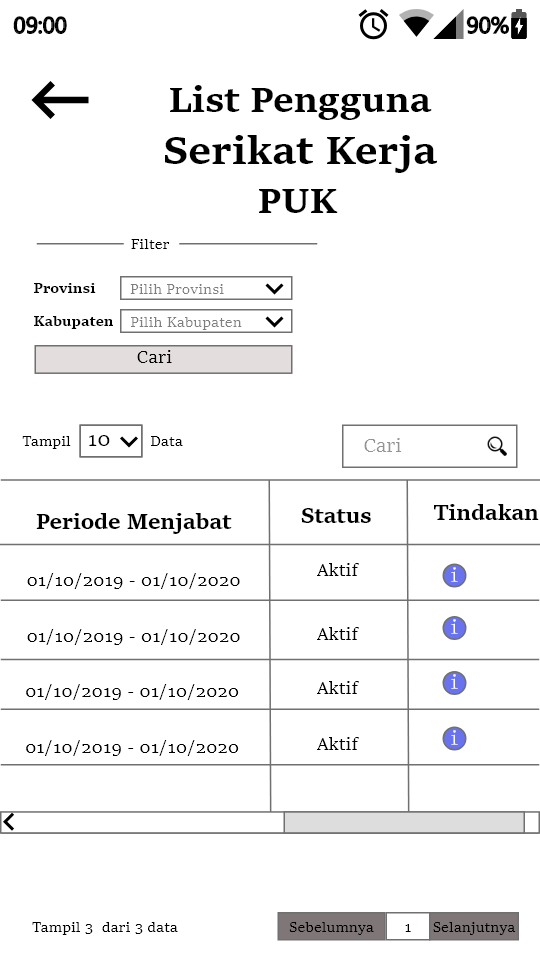 09:00 90%
List Pengguna
Serikat Kerja
PUK
Filter
Provinsi Pilih Provinsi
Kabupaten Pilih Kabupaten
Cari
Tampil 10 Data Cari
Periode Menjabat Status Tindakan
01/10/2019 - 01/10/2020 Aktif i
01/10/2019 - 01/10/2020 Aktif i
01/10/2019 - 01/10/2020 Aktif i
01/10/2019 - 01/10/2020 Aktif i
Tampil 3 dari 3 data Sebelumnya 1 Selanjutnya